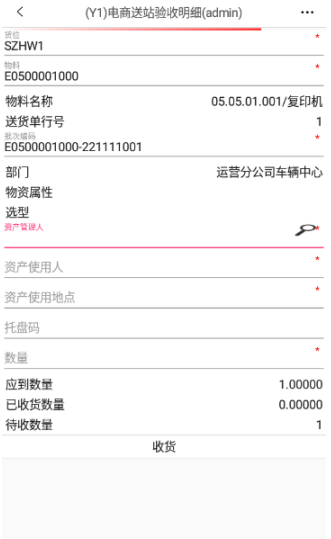 (Y1)电商送站验收明细(admin)
货位 *
SZHW1
物料 *
E0500001000
物料名称 05.05.01.001/复印机
送货单行号 1
批次编码 *
E0500001000-221111001
部门 运营分公司车辆中心
物资属性
选型
资产管理人 *
资产使用人 *
资产使用地点 *
托盘码
数量 *
应到数量 1.00000
已收货数量 0.00000
待收数量 1
收货